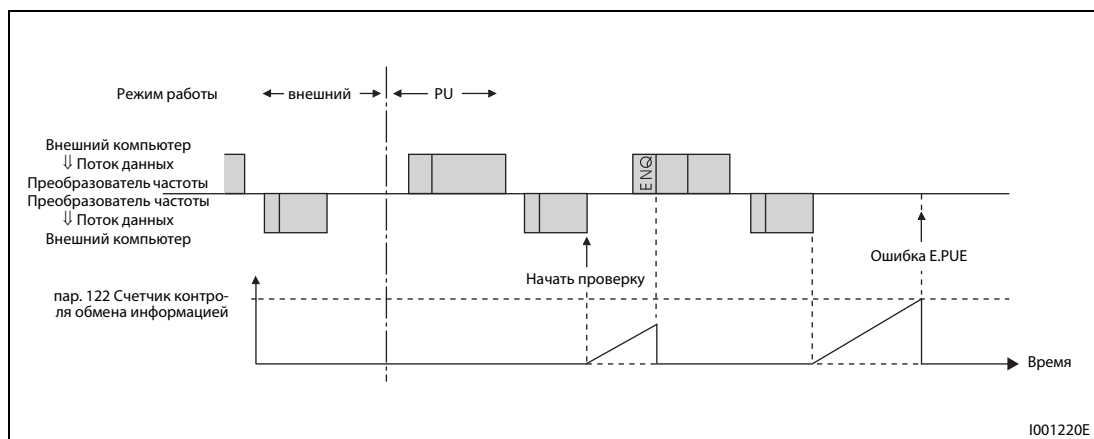 Режим работы
внешний
PU
Внешний компьютер
⇓ Поток данных
Преобразователь частоты
Преобразователь частоты
⇓ Поток данных
Внешний компьютер
ENQ
Начать проверку
Ошибка E.PUE
пар. 122 Счетчик контро-
ля обмена информацией
Время
I001220E